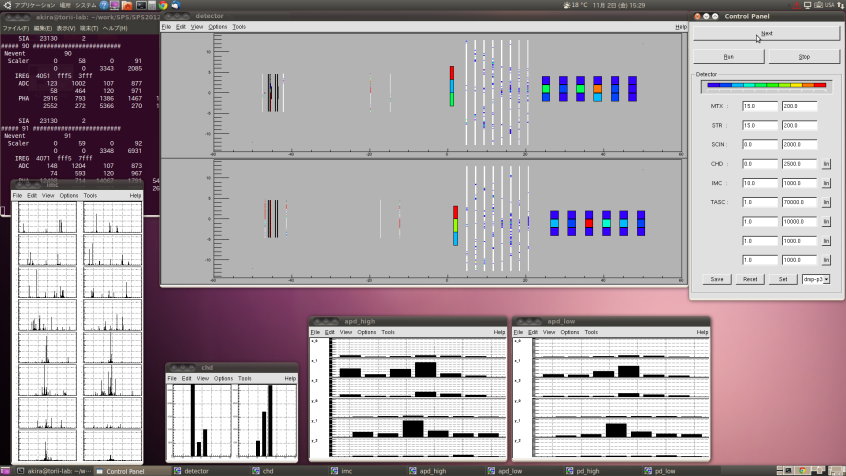 アプリケーション 場所 システム
18 °C 11月 2日 (金) 15:29
USA
akira@torii-lab: ~/work/SPS/SPS2012
ファイル(F) 編集(E) 表示(V) 端末(T) ヘルプ(H)
SIA 23130 2
##### 90 ########################
Nevent 90
Scaler 0 58 0 91
0 0 3343 2085
IREG 4051 fff5 3fff
ADC 123 1002 107 877
58 464 120 971
PHA 2916 793 1386 1467
2552 272 5366 270
SIA 23130 2
##### 91 ########################
Nevent 91
Scaler 0 59 0 92
0 0 3348 6931
IREG 4071 fff5 7fff
ADC 148 1204 107 873
74 593 120 967
detector
File Edit View Options Tools Help
Control Panel
Next
Run Stop
Detector
MTX : 15.0 200.0
STR : 15.0 200.0
SCIN : 0.0 2000.0
CHD : 0.0 2500.0 lin
IMC : 10.0 1000.0 lin
TASC : 1.0 70000.0 lin
1.0 10000.0 lin
1.0 1000.0 lin
1.0 1000.0 lin
Save Reset Set dnp-p3
imc
File Edit View Options Tools Help
chd
File Edit View Options Tools Help
apd_high
File Edit View Options Tools Help
apd_low
File Edit View Options Tools Help
akira@torii-lab: ~/w... Control Panel detector chd imc apd_high apd_low pd_high pd_low